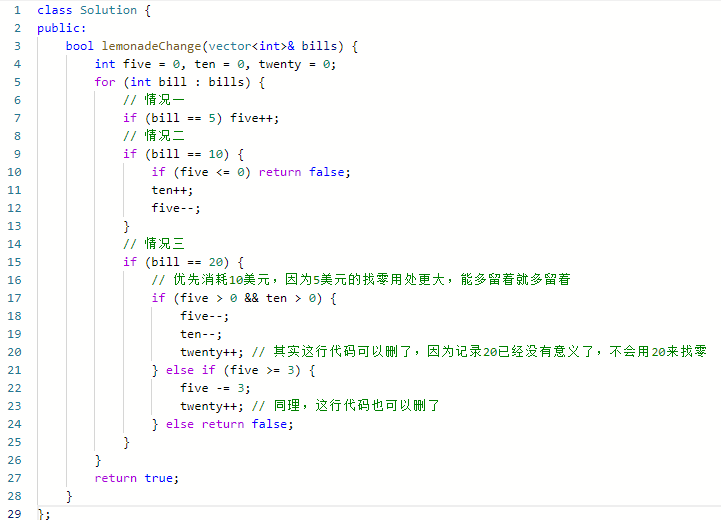 1 class Solution {
2 public:
3     bool lemonadeChange(vector<int>& bills) {
4         int five = 0, ten = 0, twenty = 0;
5         for (int bill : bills) {
6             // 情况一
7             if (bill == 5) five++;
8             // 情况二
9             if (bill == 10) {
10                 if (five <= 0) return false;
11                 ten++;
12                 five--;
13             }
14             // 情况三
15             if (bill == 20) {
16                 // 优先消耗10美元，因为5美元的找零用处更大，能多留着就多留着
17                 if (five > 0 && ten > 0) {
18                     five--;
19                     ten--;
20                     twenty++; // 其实这行代码可以删了，因为记录20已经没有意义了，不会用20来找零
21                 } else if (five >= 3) {
22                     five -= 3;
23                     twenty++; // 同理，这行代码也可以删了
24                 } else return false;
25             }
26         }
27         return true;
28     }
29 };